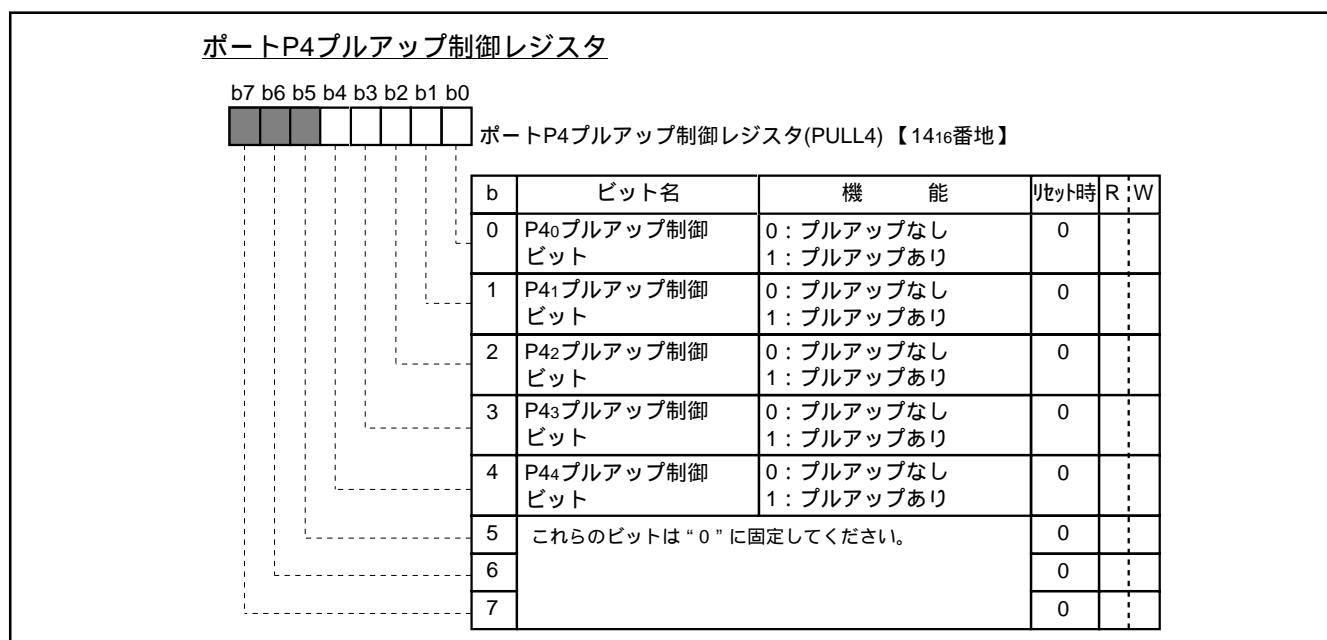 ポートP4プルアップ制御レジスタ
b7 b6 b5 b4 b3 b2 b1 b0
ポートP4プルアップ制御レジスタ(PULL4)【1416番地】
b ビット名 機 能 リセット時 R W
0 P40プルアップ制御 0:プルアップなし 0
ビット 1:プルアップあり
1 P41プルアップ制御 0:プルアップなし 0
ビット 1:プルアップあり
2 P42プルアップ制御 0:プルアップなし 0
ビット 1:プルアップあり
3 P43プルアップ制御 0:プルアップなし 0
ビット 1:プルアップあり
4 P44プルアップ制御 0:プルアップなし 0
ビット 1:プルアップあり
5 これらのビットは“0”に固定してください。 0
6 0
7 0